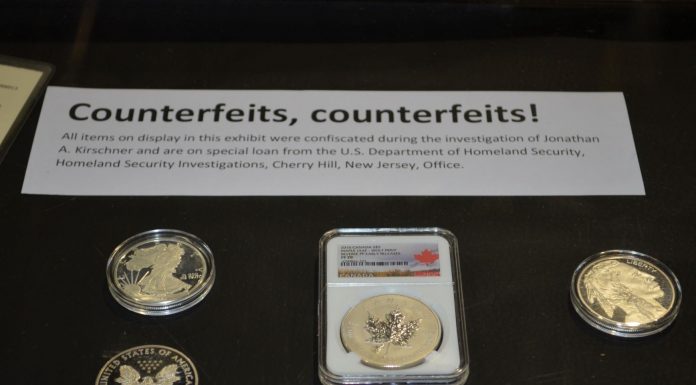 Counterfeits, counterfeits!
All items on display in this exhibit were confiscated during the investigation of Jonathan
A. Kirschner and are on special loan from the U.S. Department of Homeland Security,
Homeland Security Investigations, Cherry Hill, New Jersey, Office.
CANADA
LIBERTY
UNITED STATES OF AMERICA